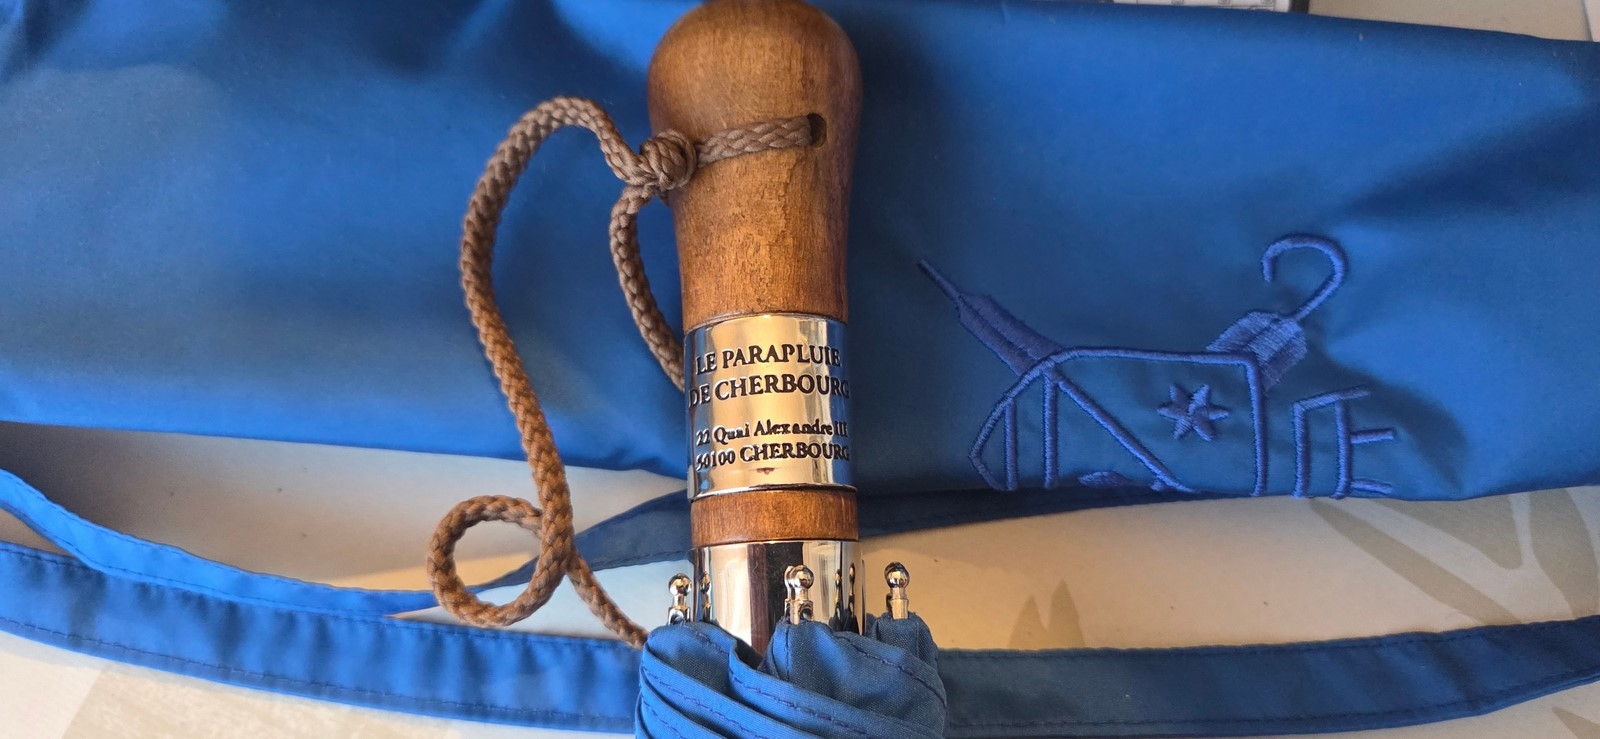 LE PARAPLUIE
DE CHERBOURG
22 Quai Alexandre III
50100 CHERBOURG